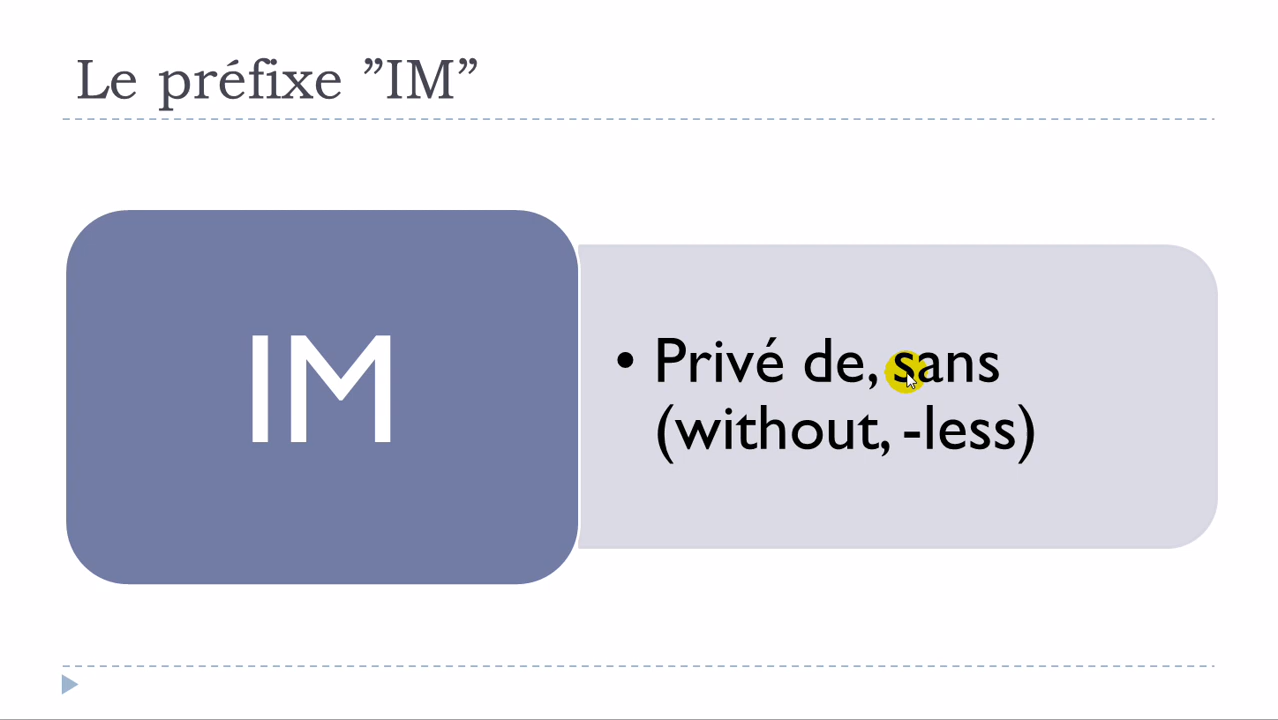 Le préfixe ”IM”
IM
• Privé de, sans
(without, -less)